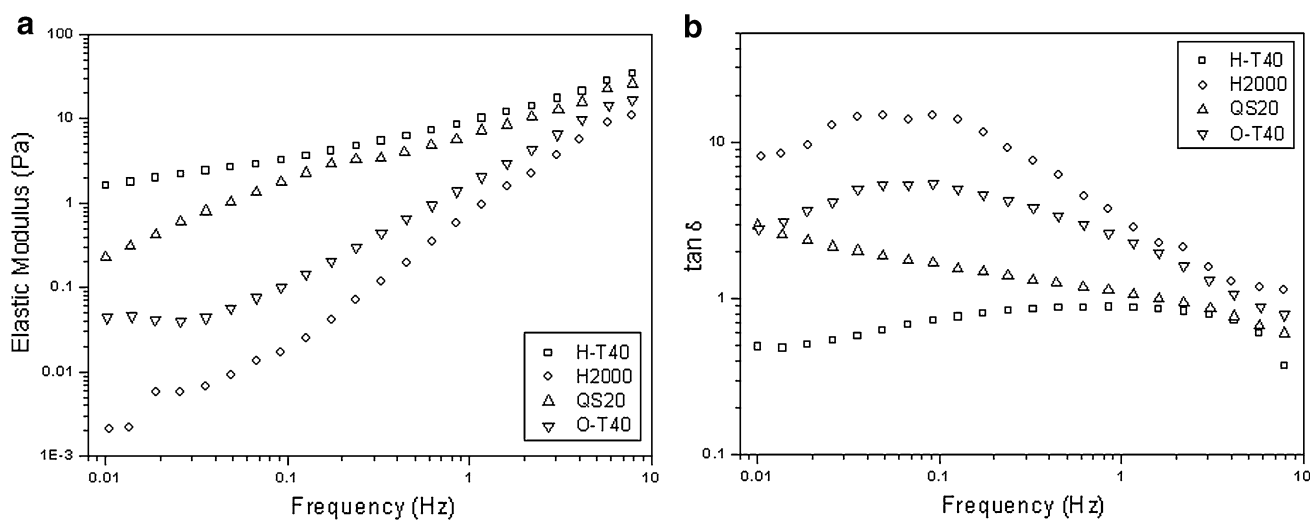 a
100
10
1
0.1
0.01
1E-3
Elastic Modulus (Pa)
H-T40
H2000
QS20
O-T40
0.01
0.1
1
10
Frequency (Hz)
b
10
1
0.1
tan δ
H-T40
H2000
QS20
O-T40
0.01
0.1
1
10
Frequency (Hz)